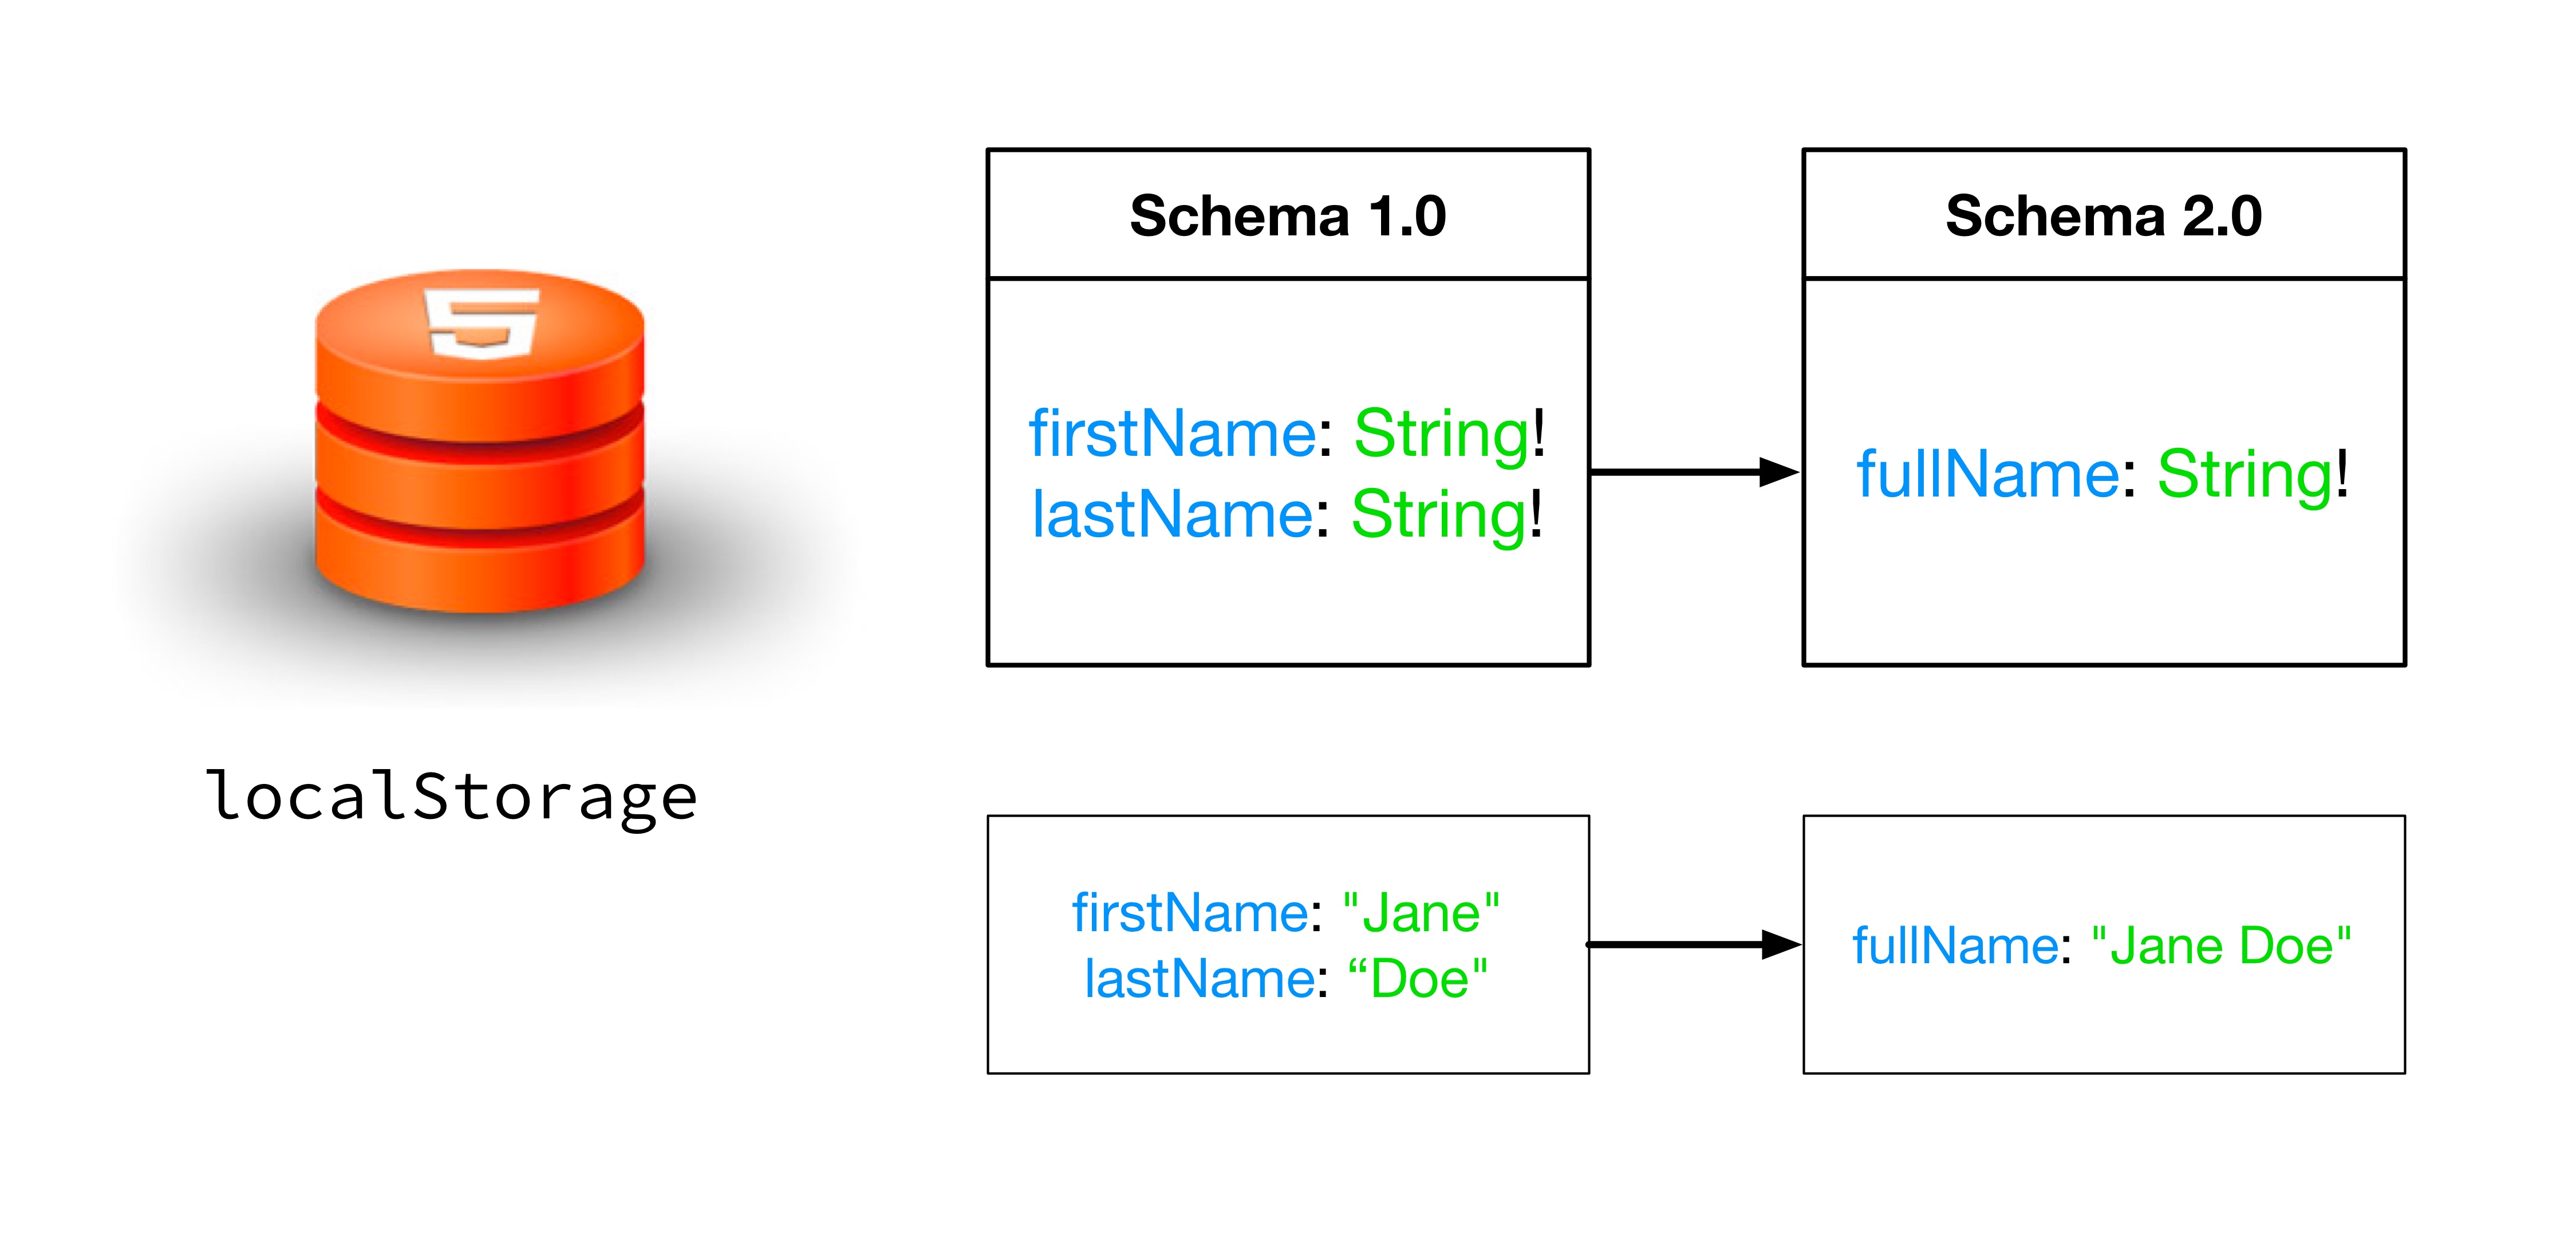 localStorage
Schema 1.0
firstName: String!
lastName: String!
Schema 2.0
fullName: String!
firstName: "Jane"
lastName: “Doe"
fullName: "Jane Doe"